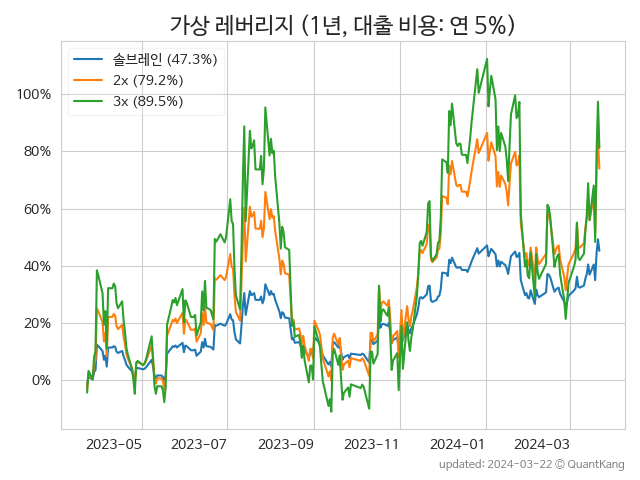 가상 레버리지 (1년, 대출 비용: 연 5%)
솔브레인 (47.3%)
2x (79.2%)
3x (89.5%)
100%
80%
60%
40%
20%
0%
2023-05
2023-07
2023-09
2023-11
2024-01
2024-03
updated: 2024-03-22 © QuantKang